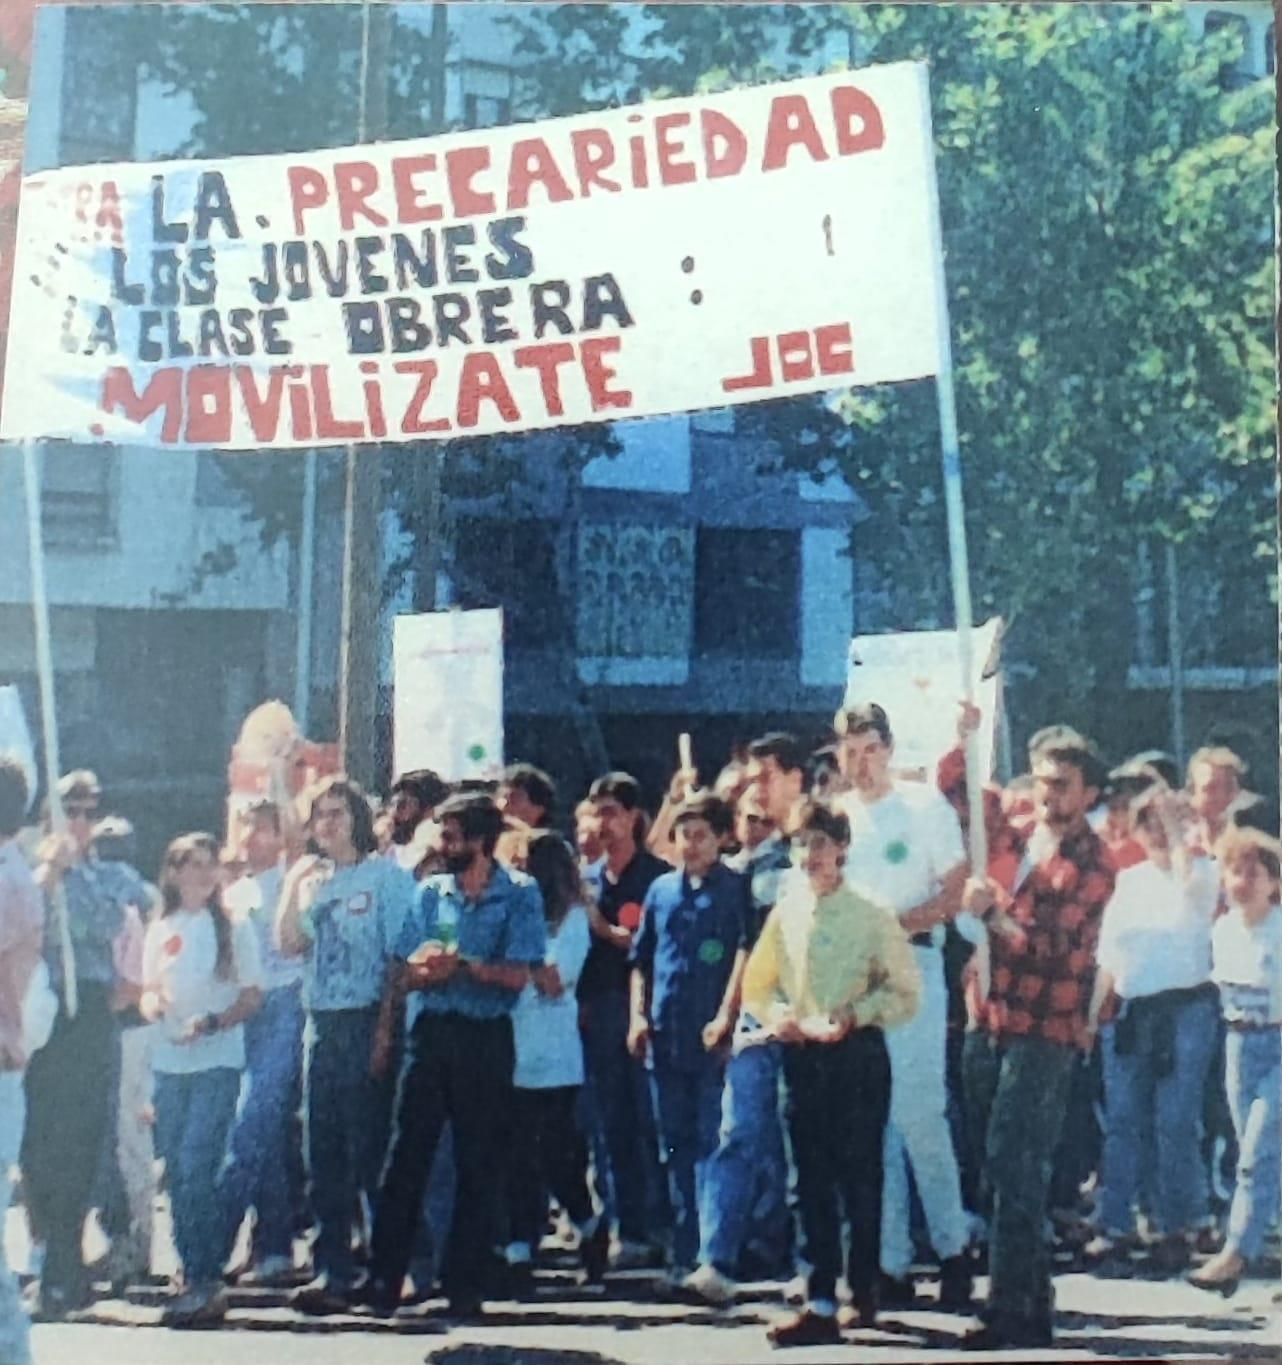 LA. PRECARiEDAD
LOS JOVENES
LA CLASE OBRERA :
MOViLiZATE JOC